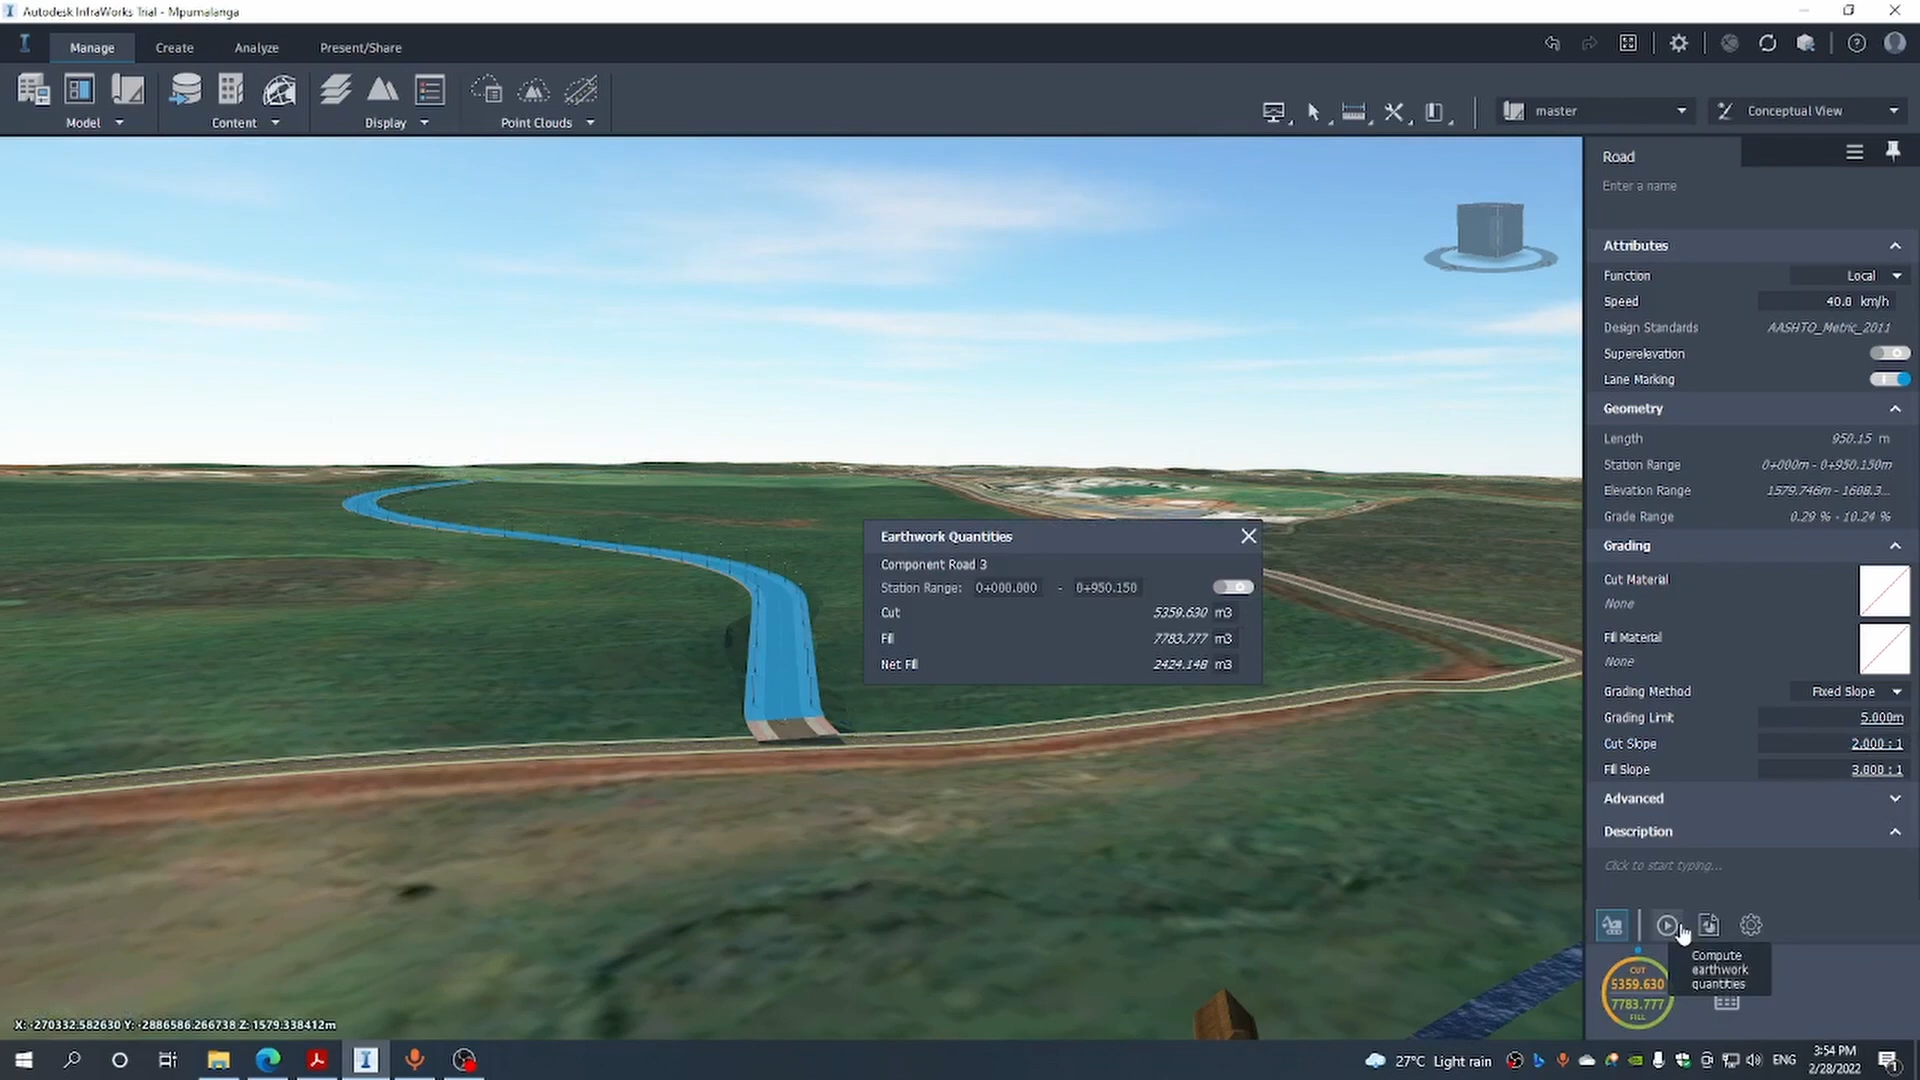 Autodesk InfraWorks Trial - Mpumalanga
Manage
Create
Analyze
Present/Share
Model
Content
Display
Point Clouds
master
Conceptual View
Road
Enter a name
Attributes
Function
Local
Speed
40.0 km/h
Design Standards
AASHTO_Metric_2011
Superelevation
Lane Marking
Geometry
Length
950.15 m
Station Range
0+000m - 0+950.150m
Elevation Range
1579.746m - 1608.3...
Grade Range
0.29 % - 10.24 %
Grading
Cut Material
None
Fill Material
None
Grading Method
Fixed Slope
Grading Limit
5.000m
Cut Slope
2.000 : 1
Fill Slope
3.000 : 1
Advanced
Description
Click to start typing...
Earthwork Quantities
Component Road 3
Station Range: 0+000.000 - 0+950.150
Cut 5359.630 m3
Fill 7783.777 m3
Net Fill 2424.148 m3
Compute
earthwork
quantities
CUT
5359.630
7783.777
FILL
X: -270332.582630 Y: -2886586.266738 Z: 1579.338412m
27°C Light rain
ENG
3:54 PM
2/28/2022
1